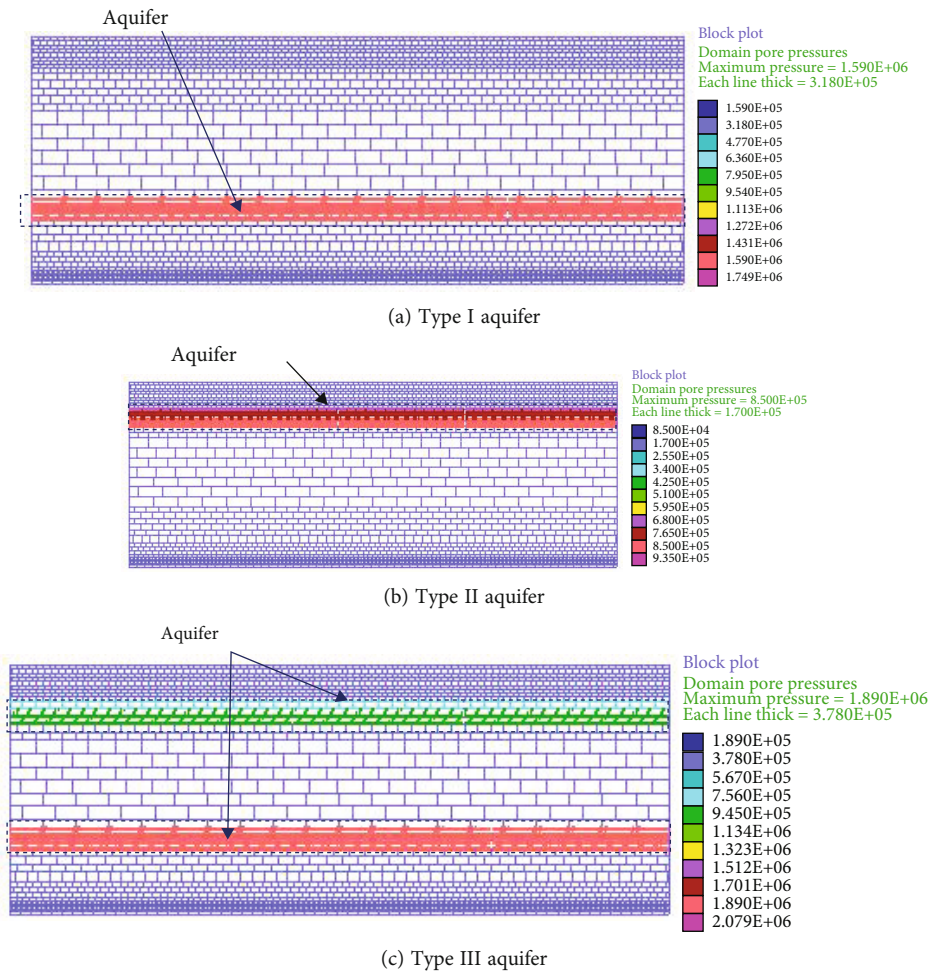 Aquifer
Block plot
Domain pore pressures
Maximum pressure = 1.590E+06
Each line thick = 3.180E+05
1.590E+05
3.180E+05
4.770E+05
6.360E+05
7.950E+05
9.540E+05
1.113E+06
1.272E+06
1.431E+06
1.590E+06
1.749E+06
(a) Type I aquifer
Aquifer
Block plot
Domain pore pressures
Maximum pressure = 8.500E+05
Each line thick = 1.700E+05
8.500E+04
1.700E+05
2.550E+05
3.400E+05
4.250E+05
5.100E+05
5.950E+05
6.800E+05
7.650E+05
8.500E+05
9.350E+05
(b) Type II aquifer
Aquifer
Block plot
Domain pore pressures
Maximum pressure = 1.890E+06
Each line thick = 3.780E+05
1.890E+05
3.780E+05
5.670E+05
7.560E+05
9.450E+05
1.134E+06
1.323E+06
1.512E+06
1.701E+06
1.890E+06
2.079E+06
(c) Type III aquifer